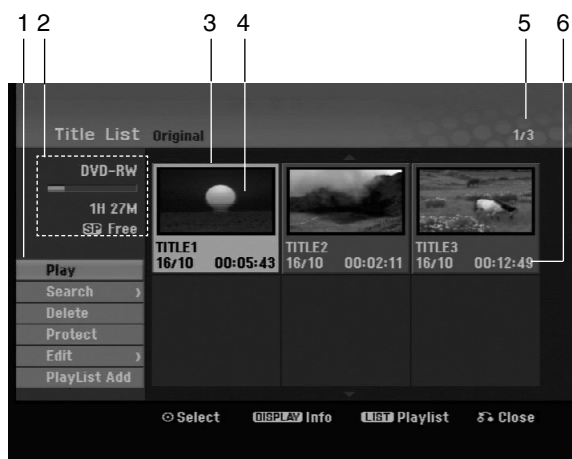 1 2 3 4 5 6
Title List Original 1/3
DVD-RW
1H 27M
SP Free
TITLE1 TITLE2 TITLE3
16/10 00:05:43 16/10 00:02:11 16/10 00:12:49
Play
Search
Delete
Protect
Edit
PlayList Add
Select DISPLAY Info LIST Playlist Close